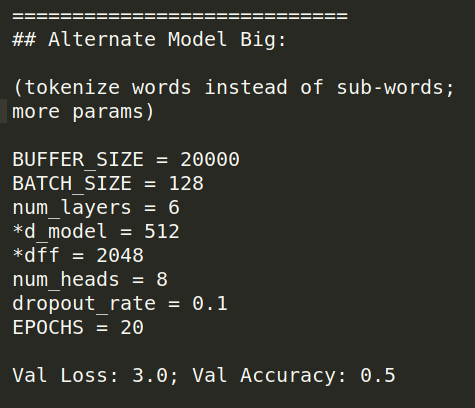 ============================
## Alternate Model Big:
(tokenize words instead of sub-words;
more params)
BUFFER_SIZE = 20000
BATCH_SIZE = 128
num_layers = 6
*d_model = 512
*dff = 2048
num_heads = 8
dropout_rate = 0.1
EPOCHS = 20
Val Loss: 3.0; Val Accuracy: 0.5